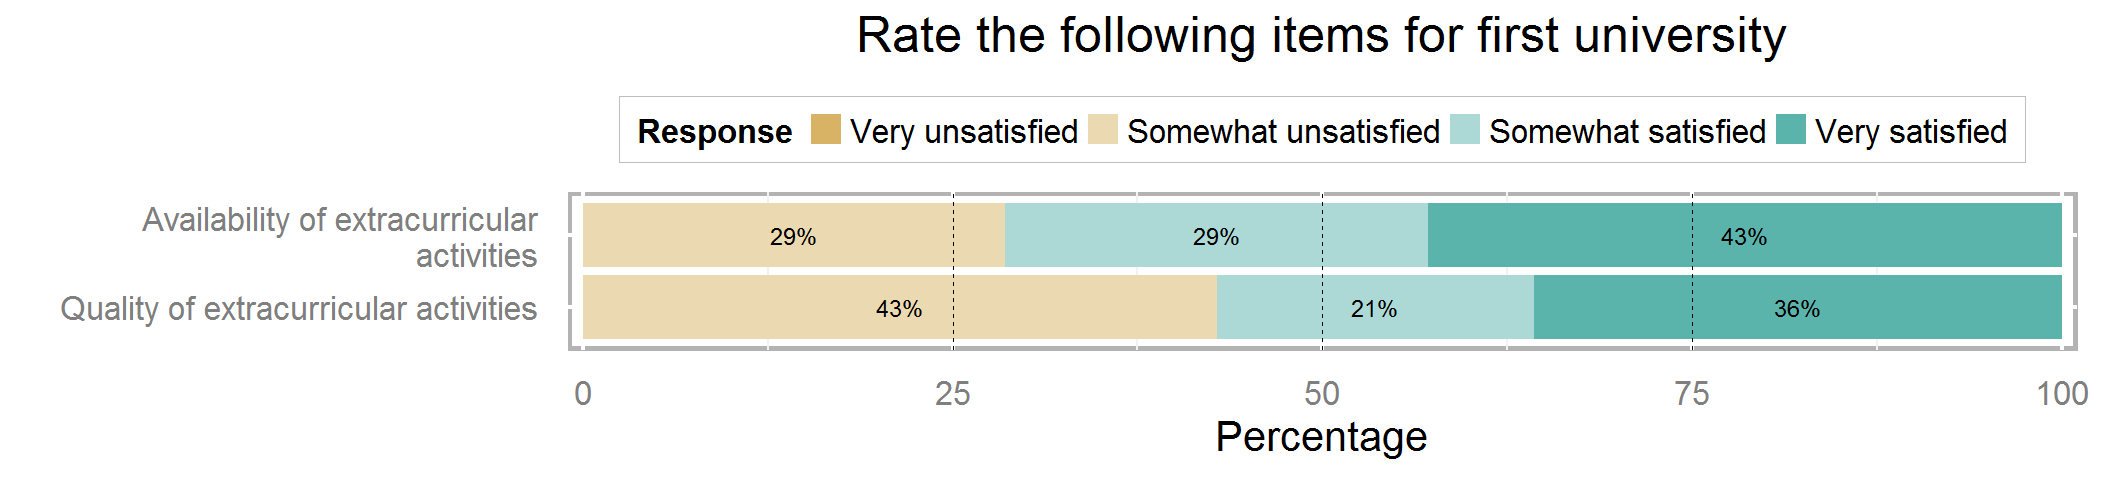 Rate the following items for first university
Response Very unsatisfied Somewhat unsatisfied Somewhat satisfied Very satisfied
Availability of extracurricular
activities
29% 29% 43%
Quality of extracurricular activities
43% 21% 36%
0 25 50 75 100
Percentage